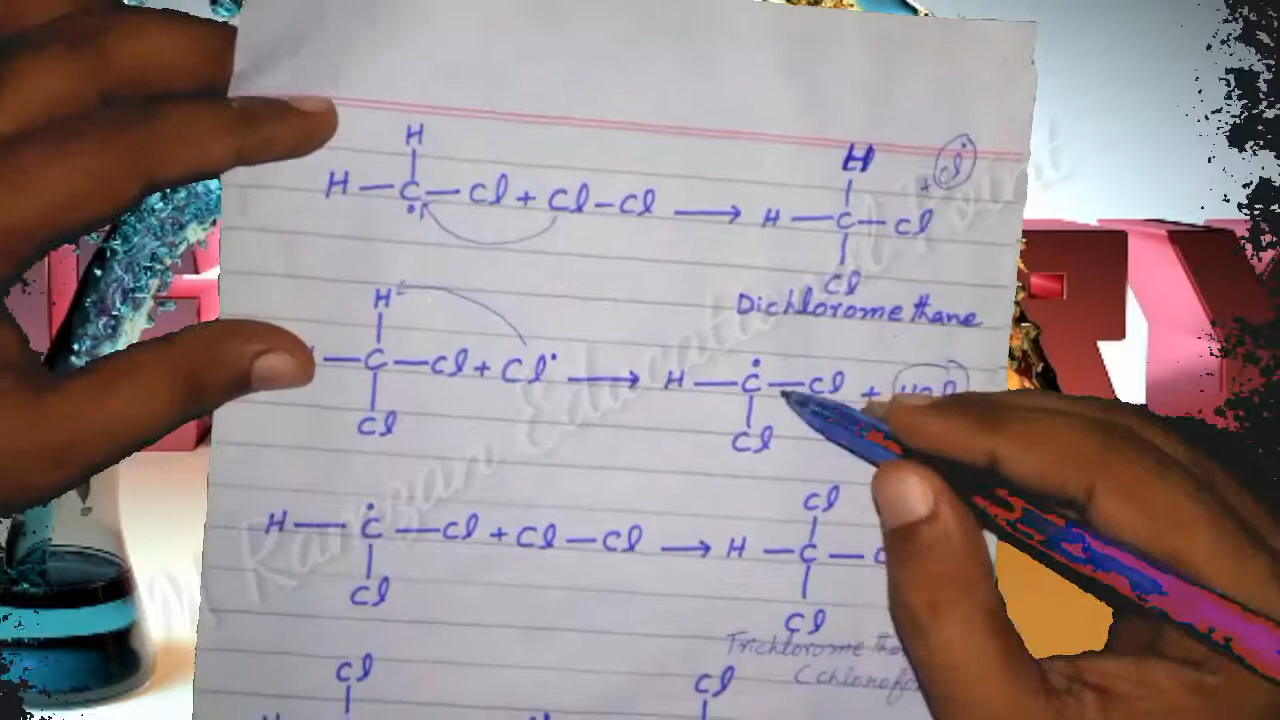 H
H — C — Cl + Cl — Cl ⟶ H — C — Cl + Cl•
H
Cl
Dichloromethane
H
— C — Cl + Cl• ⟶ H — Ċ — Cl +
Cl
Cl
H — Ċ — Cl + Cl — Cl ⟶ H — C —
Cl
Cl
Cl
Cl
Cl